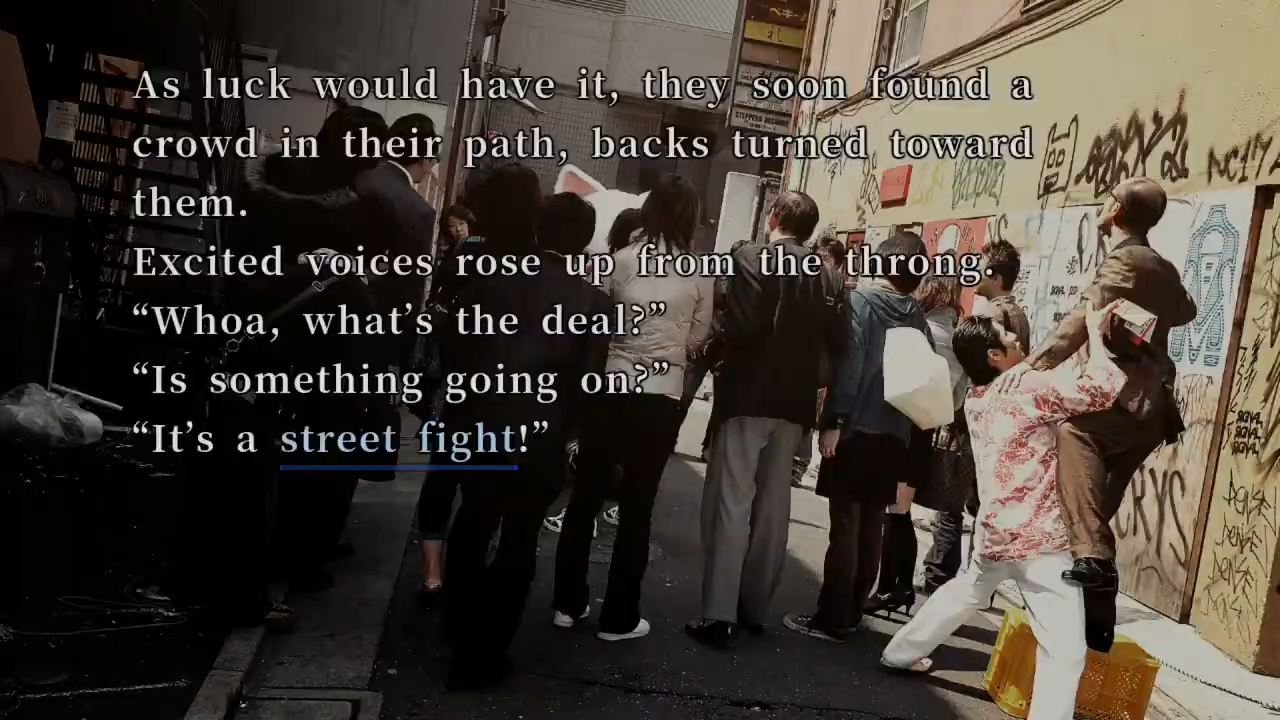 As luck would have it, they soon found a
crowd in their path, backs turned toward
them.
Excited voices rose up from the throng.
“Whoa, what’s the deal?”
“Is something going on?”
“It’s a street fight!”